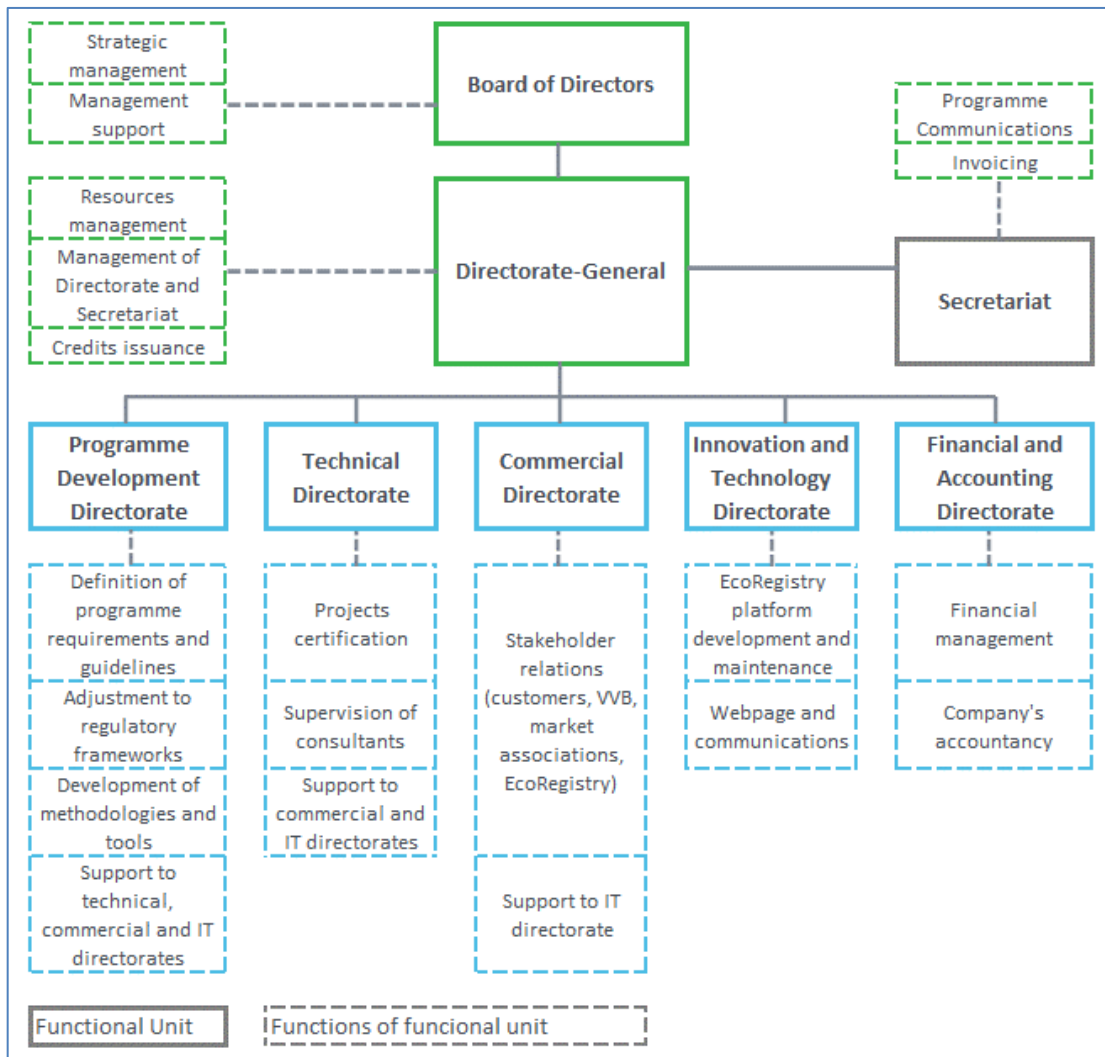 Strategic
management
Management
support
Board of Directors
Programme
Communications
Invoicing
Resources
management
Management of
Directorate and
Secretariat
Credits issuance
Directorate-General
Secretariat
Programme
Development
Directorate
Technical
Directorate
Commercial
Directorate
Innovation and
Technology
Directorate
Financial and
Accounting
Directorate
Definition of
programme
requirements and
guidelines
Adjustment to
regulatory
frameworks
Development of
methodologies and
tools
Support to
technical,
commercial and IT
directorates
Projects
certification
Supervision of
consultants
Support to
commercial and
IT directorates
Stakeholder
relations
(customers, VVB,
market
associations,
EcoRegistry)
Support to IT
directorate
EcoRegistry
platform
development and
maintenance
Webpage and
communications
Financial
management
Company's
accountancy
Functional Unit
Functions of funcional unit